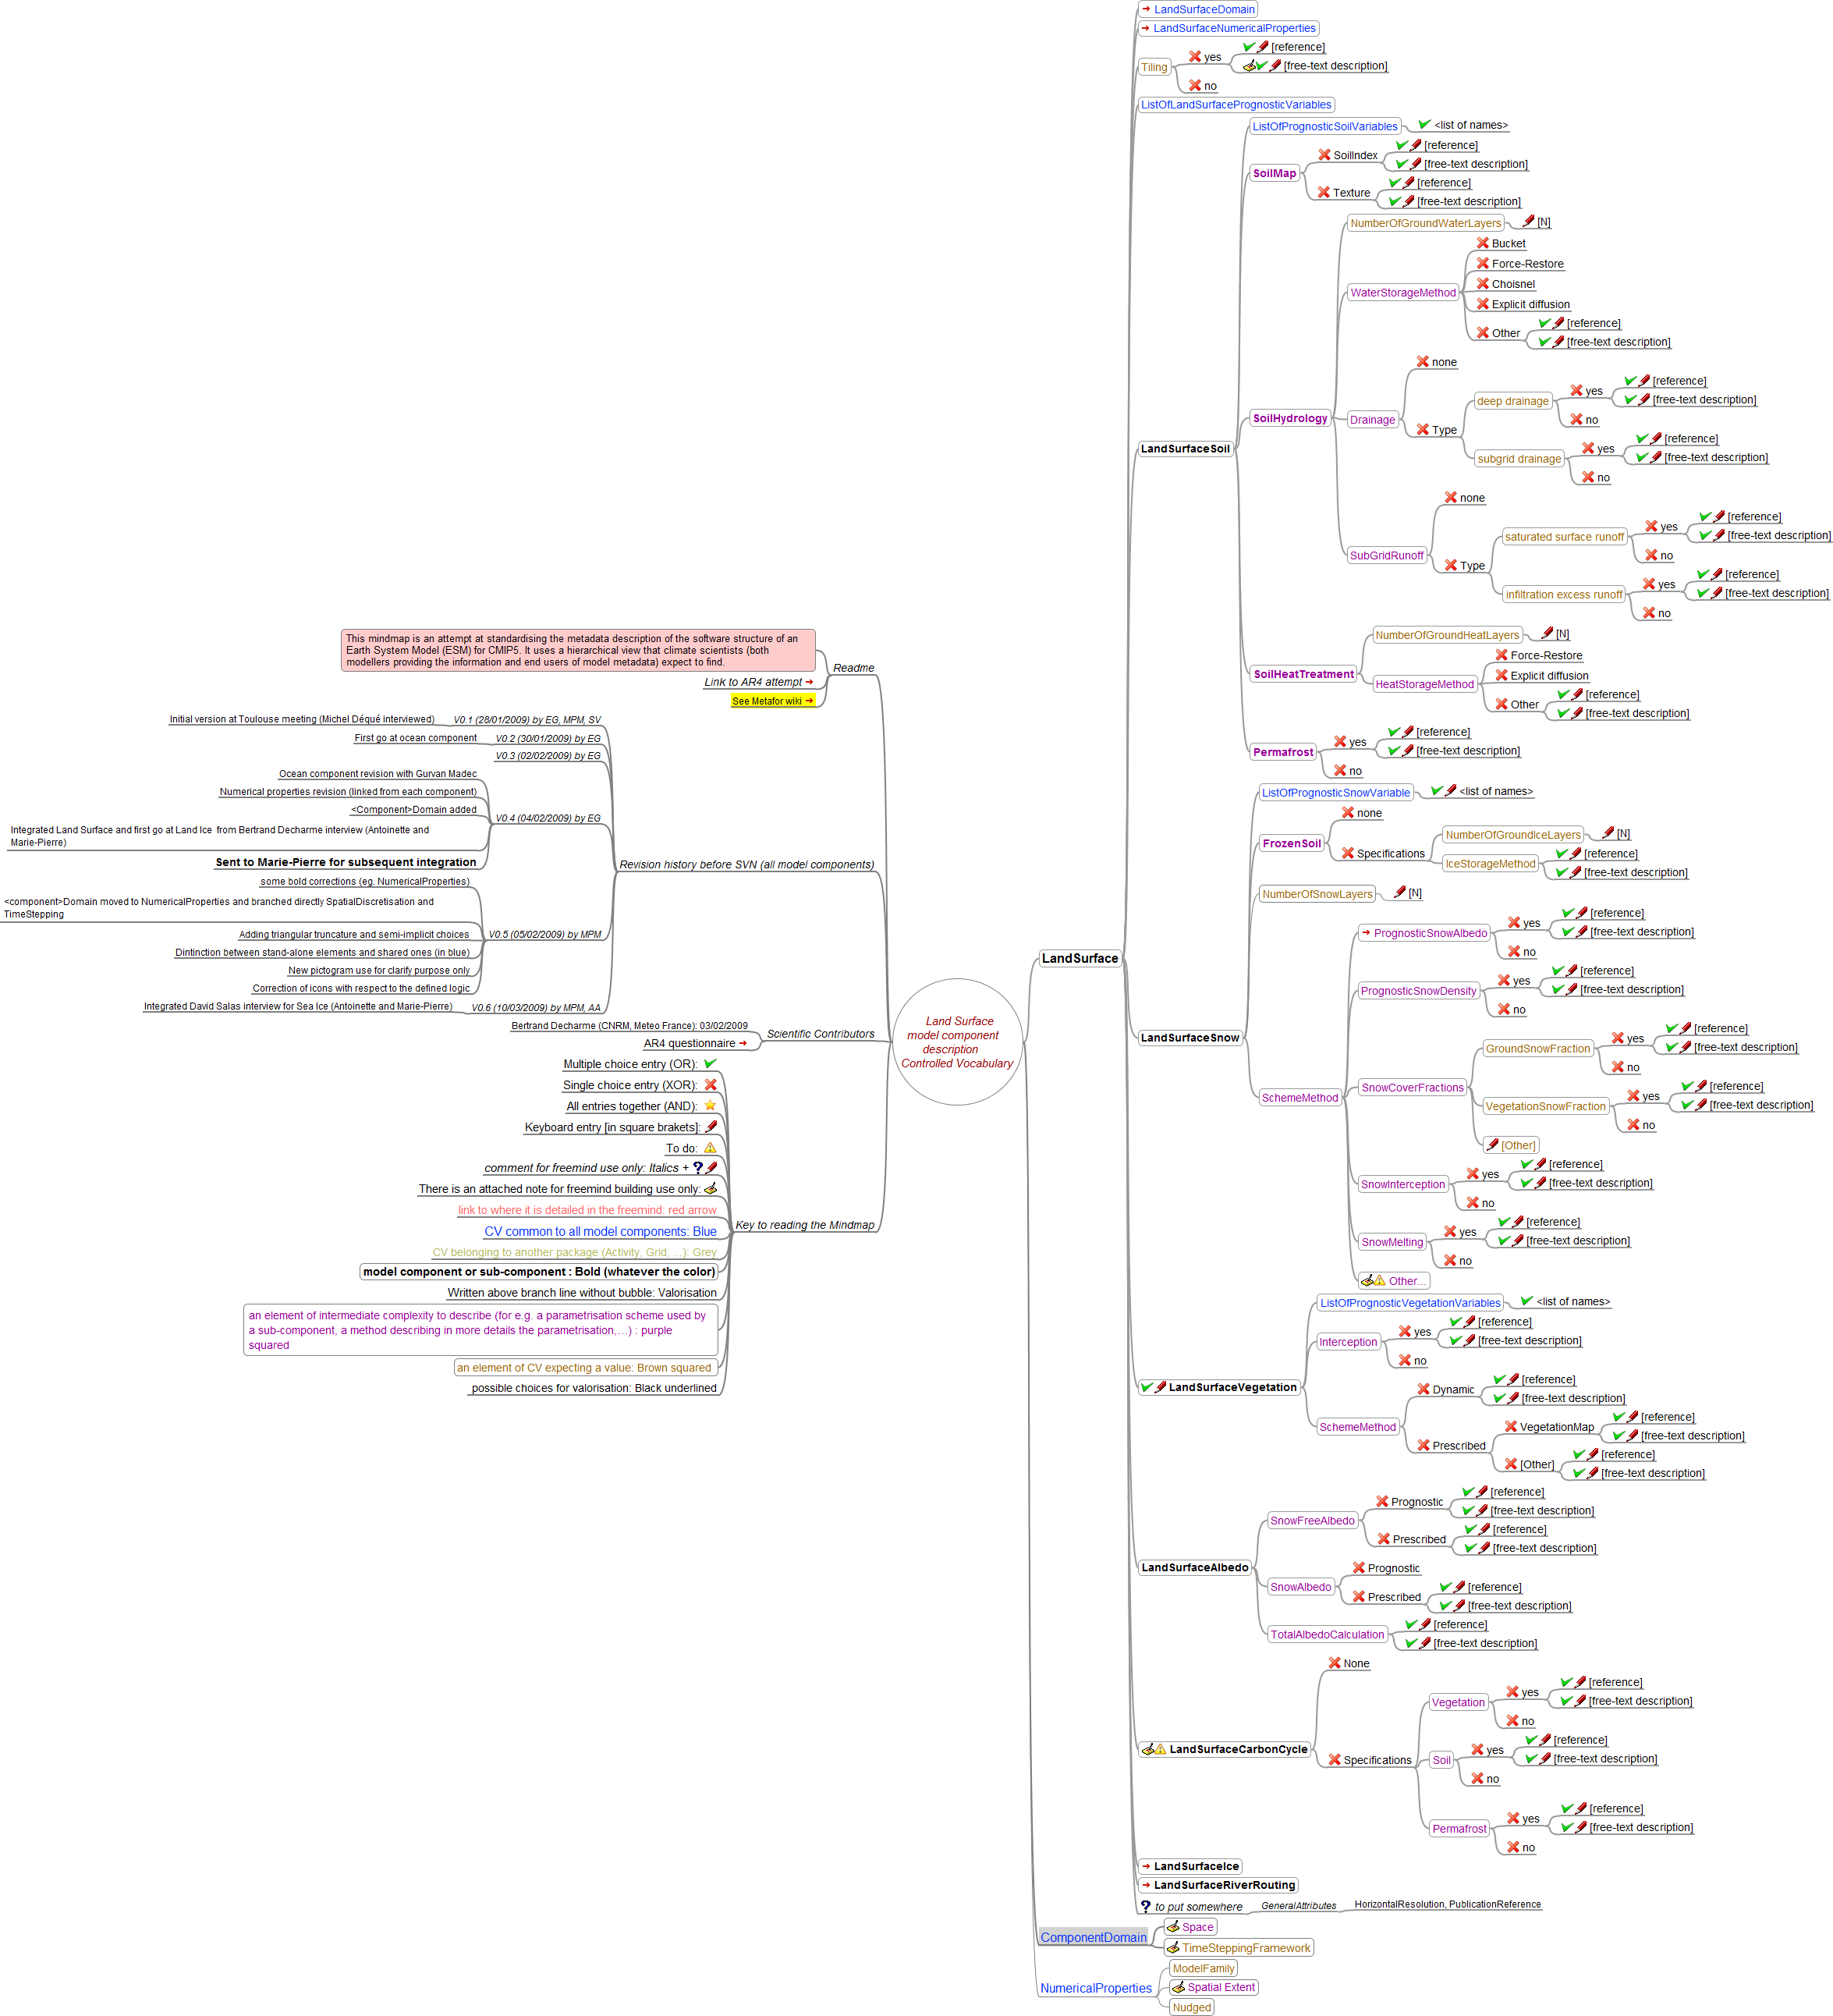 Land Surface
model component
description
Controlled Vocabulary
Readme
This mindmap is an attempt at standardising the metadata description of the software structure of an
Earth System Model (ESM) for CMIP5. It uses a hierarchical view that climate scientists (both
modellers providing the information and end users of model metadata) expect to find.
Link to AR4 attempt
See Metafor wiki
Revision history before SVN (all model components)
V0.1 (28/01/2009) by EG, MPM, SV
Initial version at Toulouse meeting (Michel Déqué interviewed)
V0.2 (30/01/2009) by EG
First go at ocean component
V0.3 (02/02/2009) by EG
V0.4 (04/02/2009) by EG
Ocean component revision with Gurvan Madec
Numerical properties revision (linked from each component)
<Component>Domain added
Integrated Land Surface and first go at Land Ice from Bertrand Decharme interview (Antoinette and
Marie-Pierre)
Sent to Marie-Pierre for subsequent integration
V0.5 (05/02/2009) by MPM
some bold corrections (eg. NumericalProperties)
<component>Domain moved to NumericalProperties and branched directly SpatialDiscretisation and
TimeStepping
Adding triangular truncature and semi-implicit choices
Dintinction between stand-alone elements and shared ones (in blue)
New pictogram use for clarify purpose only
Correction of icons with respect to the defined logic
V0.6 (10/03/2009) by MPM, AA
Integrated David Salas interview for Sea Ice (Antoinette and Marie-Pierre)
Scientific Contributors
Bertrand Decharme (CNRM, Meteo France): 03/02/2009
AR4 questionnaire
Key to reading the Mindmap
Multiple choice entry (OR):
Single choice entry (XOR):
All entries together (AND):
Keyboard entry [in square brakets]:
To do:
comment for freemind use only: Italics +
There is an attached note for freemind building use only:
link to where it is detailed in the freemind: red arrow
CV common to all model components: Blue
CV belonging to another package (Activity, Grid, ...): Grey
model component or sub-component : Bold (whatever the color)
Written above branch line without bubble: Valorisation
an element of intermediate complexity to describe (for e.g. a parametrisation scheme used by
a sub-component, a method describing in more details the parametrisation,...) : purple
squared
an element of CV expecting a value: Brown squared
possible choices for valorisation: Black underlined
LandSurface
LandSurfaceDomain
LandSurfaceNumericalProperties
Tiling
yes
[reference]
[free-text description]
no
ListOfLandSurfacePrognosticVariables
LandSurfaceSoil
ListOfPrognosticSoilVariables
<list of names>
SoilMap
SoilIndex
[reference]
[free-text description]
Texture
[reference]
[free-text description]
SoilHydrology
NumberOfGroundWaterLayers
[N]
WaterStorageMethod
Bucket
Force-Restore
Choisnel
Explicit diffusion
Other
[reference]
[free-text description]
Drainage
none
Type
deep drainage
yes
[reference]
[free-text description]
no
subgrid drainage
yes
[reference]
[free-text description]
no
SubGridRunoff
none
Type
saturated surface runoff
yes
[reference]
[free-text description]
no
infiltration excess runoff
yes
[reference]
[free-text description]
no
SoilHeatTreatment
NumberOfGroundHeatLayers
[N]
HeatStorageMethod
Force-Restore
Explicit diffusion
Other
[reference]
[free-text description]
Permafrost
yes
[reference]
[free-text description]
no
LandSurfaceSnow
ListOfPrognosticSnowVariable
<list of names>
FrozenSoil
none
Specifications
NumberOfGroundIceLayers
[N]
IceStorageMethod
[reference]
[free-text description]
NumberOfSnowLayers
[N]
SchemeMethod
PrognosticSnowAlbedo
yes
[reference]
[free-text description]
no
PrognosticSnowDensity
yes
[reference]
[free-text description]
no
SnowCoverFractions
GroundSnowFraction
yes
[reference]
[free-text description]
no
VegetationSnowFraction
yes
[reference]
[free-text description]
no
[Other]
SnowInterception
yes
[reference]
[free-text description]
no
SnowMelting
yes
[reference]
[free-text description]
no
Other...
LandSurfaceVegetation
ListOfPrognosticVegetationVariables
<list of names>
Interception
yes
[reference]
[free-text description]
no
SchemeMethod
Dynamic
[reference]
[free-text description]
Prescribed
VegetationMap
[reference]
[free-text description]
[Other]
[reference]
[free-text description]
LandSurfaceAlbedo
SnowFreeAlbedo
Prognostic
[reference]
[free-text description]
Prescribed
[reference]
[free-text description]
SnowAlbedo
Prognostic
Prescribed
[reference]
[free-text description]
TotalAlbedoCalculation
[reference]
[free-text description]
LandSurfaceCarbonCycle
None
Specifications
Vegetation
yes
[reference]
[free-text description]
no
Soil
yes
[reference]
[free-text description]
no
Permafrost
yes
[reference]
[free-text description]
no
LandSurfaceIce
LandSurfaceRiverRouting
to put somewhere
GeneralAttributes
HorizontalResolution, PublicationReference
ComponentDomain
Space
TimeSteppingFramework
NumericalProperties
ModelFamily
Spatial Extent
Nudged